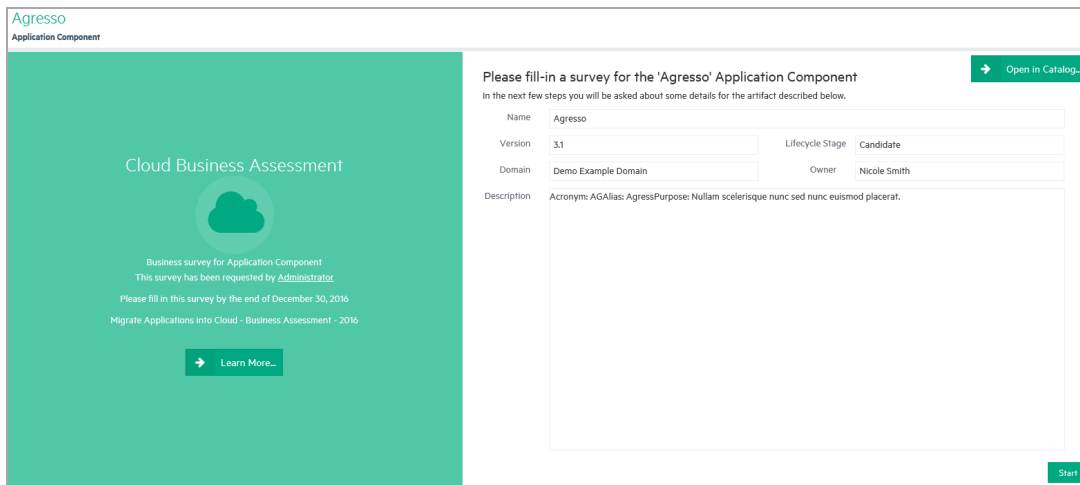 Agresso
Application Component
Cloud Business Assessment
Business survey for Application Component
This survey has been requested by Administrator
Please fill in this survey by the end of December 30, 2016
Migrate Applications into Cloud - Business Assessment - 2016
Learn More...
Open in Catalog...
Please fill-in a survey for the 'Agresso' Application Component
In the next few steps you will be asked about some details for the artifact described below.
Name Agresso
Version 3.1 Lifecycle Stage Candidate
Domain Demo Example Domain Owner Nicole Smith
Description Acronym: AGAlias: AgressPurpose: Nullam scelerisque nunc sed nunc euismod placerat.
Start